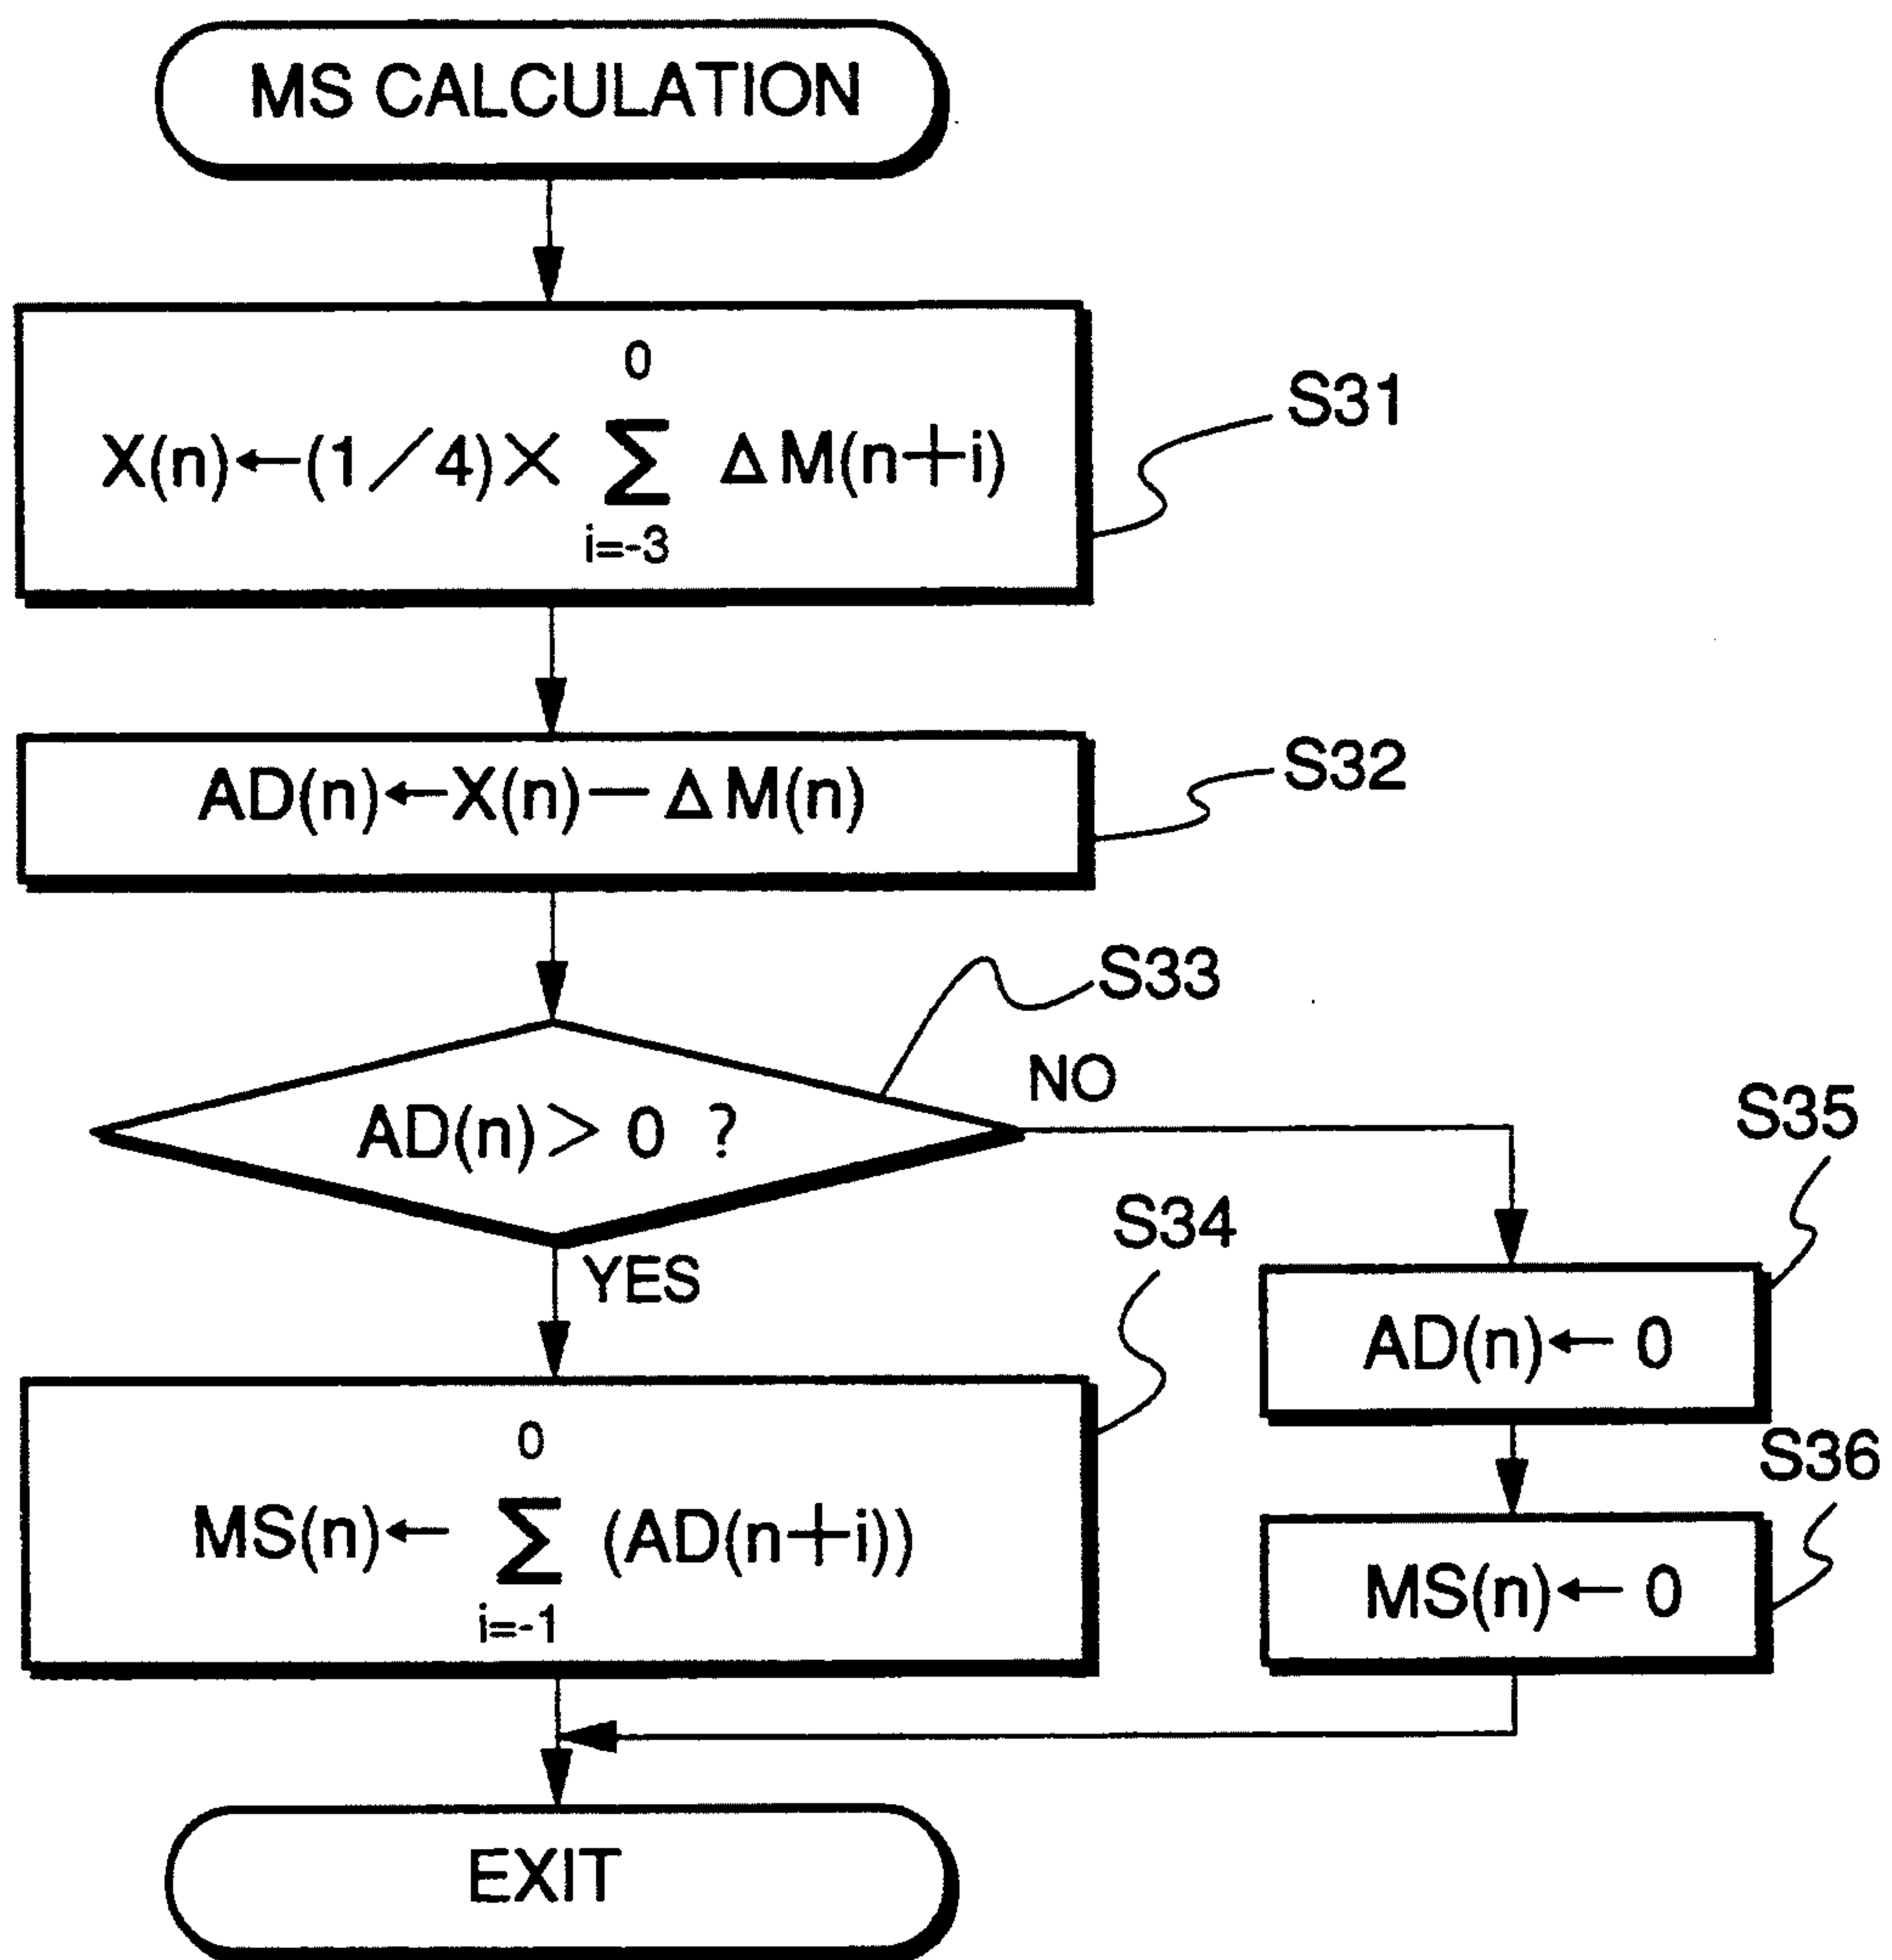 MS CALCULATION
0
X(n)←(1/4)× Σ ΔM(n+i)
i=-3
S31
AD(n)←X(n)−ΔM(n)
S32
S33
AD(n)> 0 ?
NO
YES
S35
AD(n)← 0
S34
0
MS(n)← Σ (AD(n+i))
i=-1
S36
MS(n)← 0
EXIT